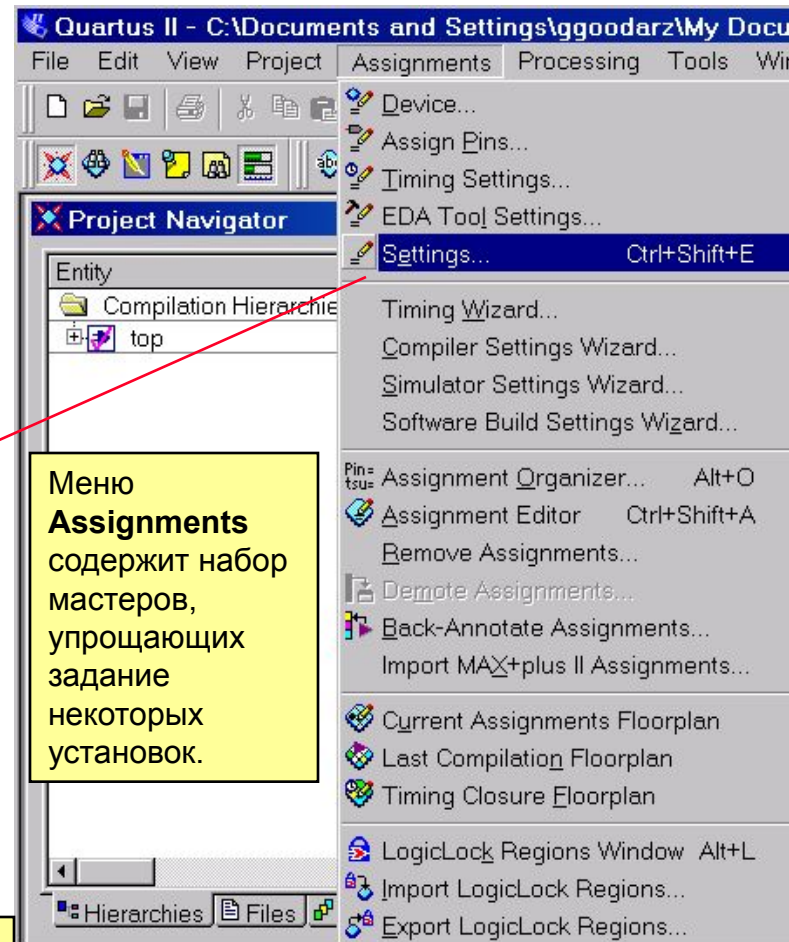 Quartus II - C:\Documents and Settings\ggoodarz\My Docu
File Edit View Project Assignments Processing Tools
Project Navigator
Entity
Compilation Hierarchie
top
Device...
Assign Pins...
Timing Settings...
EDA Tool Settings...
Settings... Ctrl+Shift+E
Timing Wizard...
Compiler Settings Wizard...
Simulator Settings Wizard...
Software Build Settings Wizard...
Assignment Organizer... Alt+O
Assignment Editor Ctrl+Shift+A
Remove Assignments...
Demote Assignments...
Back-Annotate Assignments...
Import MAX+plus II Assignments...
Current Assignments Floorplan
Last Compilation Floorplan
Timing Closure Floorplan
LogicLock Regions Window Alt+L
Import LogicLock Regions...
Export LogicLock Regions...
Меню
Assignments
содержит набор
мастеров,
упрощающих
задание
некоторых
установок.
Hierarchies Files